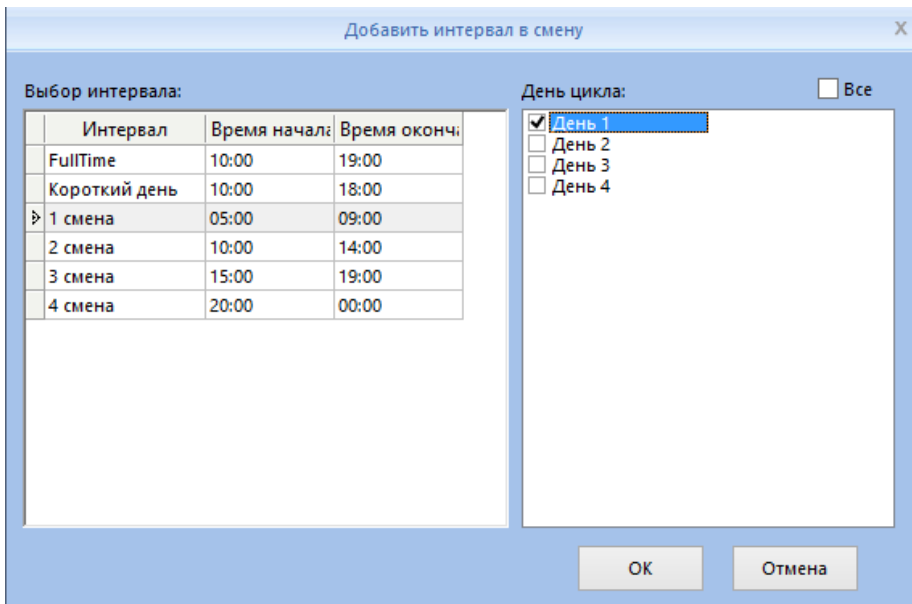 Добавить интервал в смену
X
Выбор интервала:
День цикла:
Все
Интервал Время начала Время оконча
FullTime 10:00 19:00
Короткий день 10:00 18:00
1 смена 05:00 09:00
2 смена 10:00 14:00
3 смена 15:00 19:00
4 смена 20:00 00:00
День 1
День 2
День 3
День 4
OK
Отмена